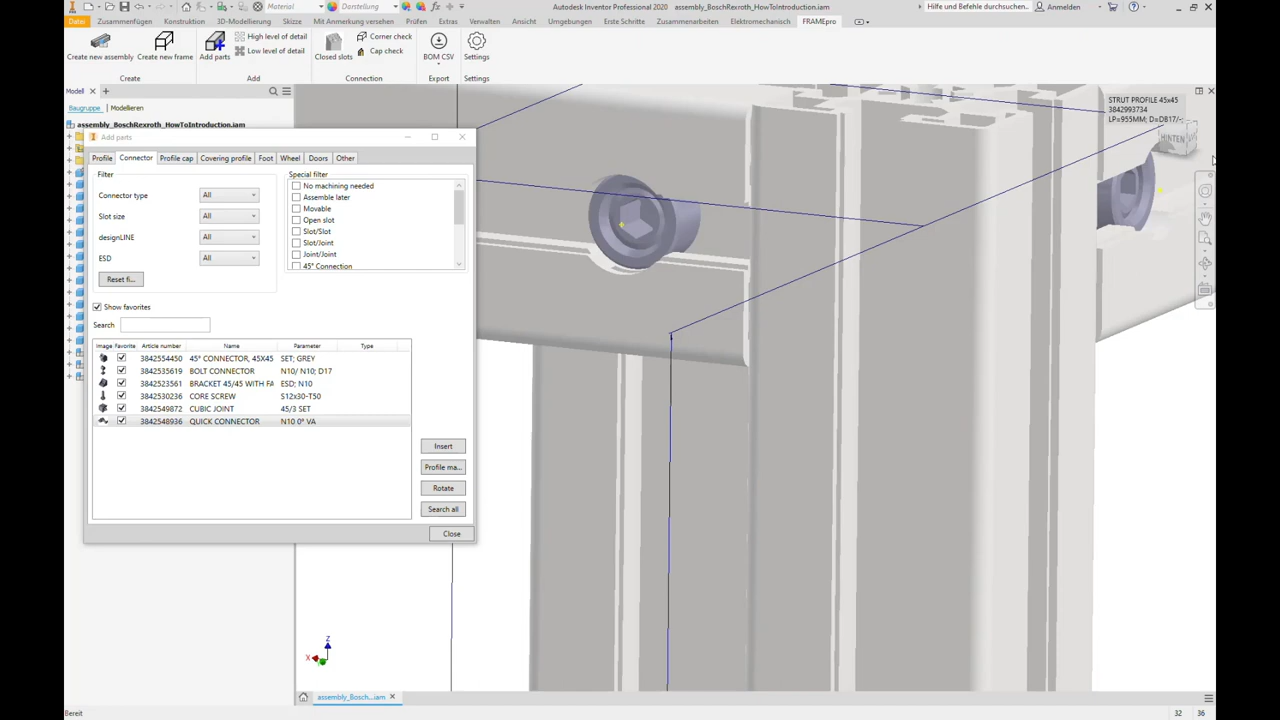 Material
Darstellung
Autodesk Inventor Professional 2020 assembly_BoschRexroth_HowToIntroduction.iam
Hilfe und Befehle durchsuchen...
Anmelden
Datei Zusammenfügen Konstruktion 3D-Modellierung Skizze Mit Anmerkung versehen Prüfen Extras Verwalten Ansicht Umgebungen Erste Schritte Zusammenarbeiten Elektromechanisch FRAMEpro
Create new assembly Create new frame Add parts High level of detail Low level of detail Closed slots Corner check Cap check BOM CSV Settings
Create Add Connection Export Settings
Modell
Baugruppe Modellieren
assembly_BoschRexroth_HowToIntroduction.iam
Add parts
Profile Connector Profile cap Covering profile Foot Wheel Doors Other
Filter
Connector type All
Slot size All
designLINE All
ESD All
Reset fi...
Special filter
No machining needed
Assemble later
Movable
Open slot
Slot/Slot
Slot/Joint
Joint/Joint
45° Connection
Show favorites
Search
Image Favorite Article number Name Parameter Type
3842554450 45° CONNECTOR, 45X45 SET; GREY
3842535619 BOLT CONNECTOR N10/ N10; D17
3842523561 BRACKET 45/45 WITH FA ESD; N10
3842530236 CORE SCREW S12x30-T50
3842549872 CUBIC JOINT 45/3 SET
3842548936 QUICK CONNECTOR N10 0° VA
Insert
Profile ma...
Rotate
Search all
Close
STRUT PROFILE 45x45
3842993734
LP=955MM; D=DB17/-
HINTEN
Z
X
assembly_Bosch...iam
Bereit
32 36